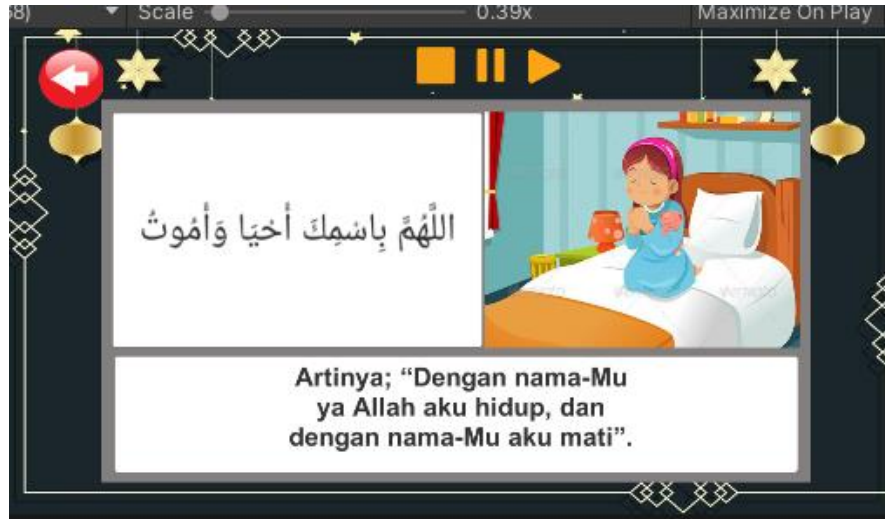 Scale 0.39x Maximize On Play
اللَّهُمَّ بِاسْمِكَ أَحْيَا وَأَمُوتُ
Artinya; “Dengan nama-Mu
ya Allah aku hidup, dan
dengan nama-Mu aku mati”.